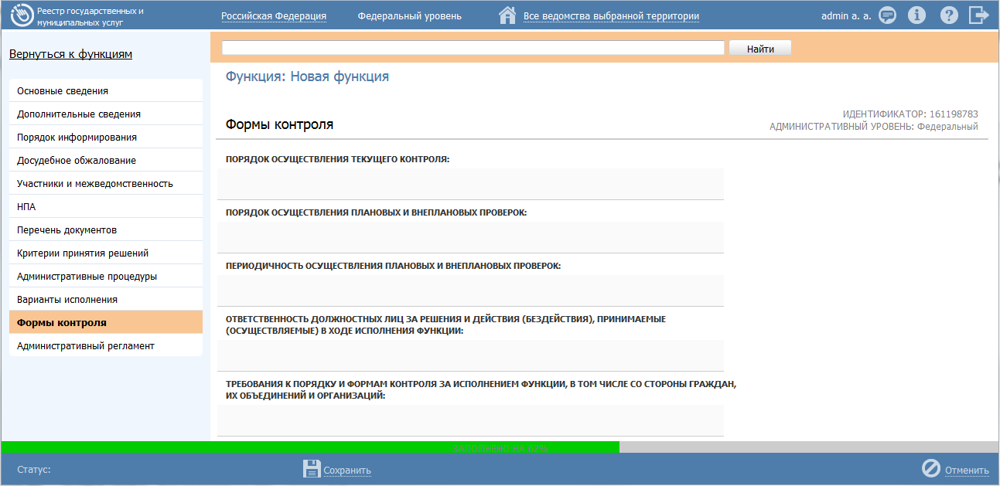 Реестр государственных и
муниципальных услуг
Российская Федерация
Федеральный уровень
Все ведомства выбранной территории
admin a. a.
Вернуться к функциям
Найти
Функция: Новая функция
Основные сведения
Дополнительные сведения
Порядок информирования
Досудебное обжалование
Участники и межведомственность
НПА
Перечень документов
Критерии принятия решений
Административные процедуры
Варианты исполнения
Формы контроля
Административный регламент
Формы контроля
ИДЕНТИФИКАТОР: 161198783
АДМИНИСТРАТИВНЫЙ УРОВЕНЬ: Федеральный
ПОРЯДОК ОСУЩЕСТВЛЕНИЯ ТЕКУЩЕГО КОНТРОЛЯ:
ПОРЯДОК ОСУЩЕСТВЛЕНИЯ ПЛАНОВЫХ И ВНЕПЛАНОВЫХ ПРОВЕРОК:
ПЕРИОДИЧНОСТЬ ОСУЩЕСТВЛЕНИЯ ПЛАНОВЫХ И ВНЕПЛАНОВЫХ ПРОВЕРОК:
ОТВЕТСТВЕННОСТЬ ДОЛЖНОСТНЫХ ЛИЦ ЗА РЕШЕНИЯ И ДЕЙСТВИЯ (БЕЗДЕЙСТВИЯ), ПРИНИМАЕМЫЕ
(ОСУЩЕСТВЛЯЕМЫЕ) В ХОДЕ ИСПОЛНЕНИЯ ФУНКЦИИ:
ТРЕБОВАНИЯ К ПОРЯДКУ И ФОРМАМ КОНТРОЛЯ ЗА ИСПОЛНЕНИЕМ ФУНКЦИИ, В ТОМ ЧИСЛЕ СО СТОРОНЫ ГРАЖДАН,
ИХ ОБЪЕДИНЕНИЙ И ОРГАНИЗАЦИЙ:
ЗАПОЛНЕНО НА 62%
Статус:
Сохранить
Отменить